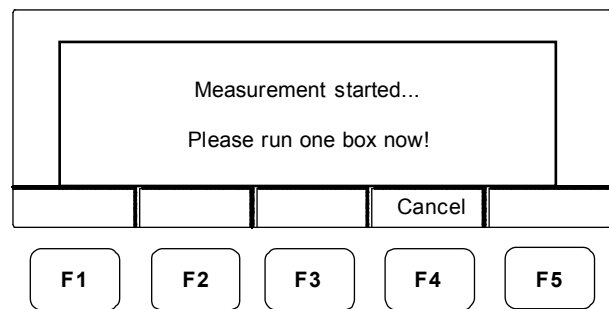 Measurement started...
Please run one box now!
Cancel
F1 F2 F3 F4 F5